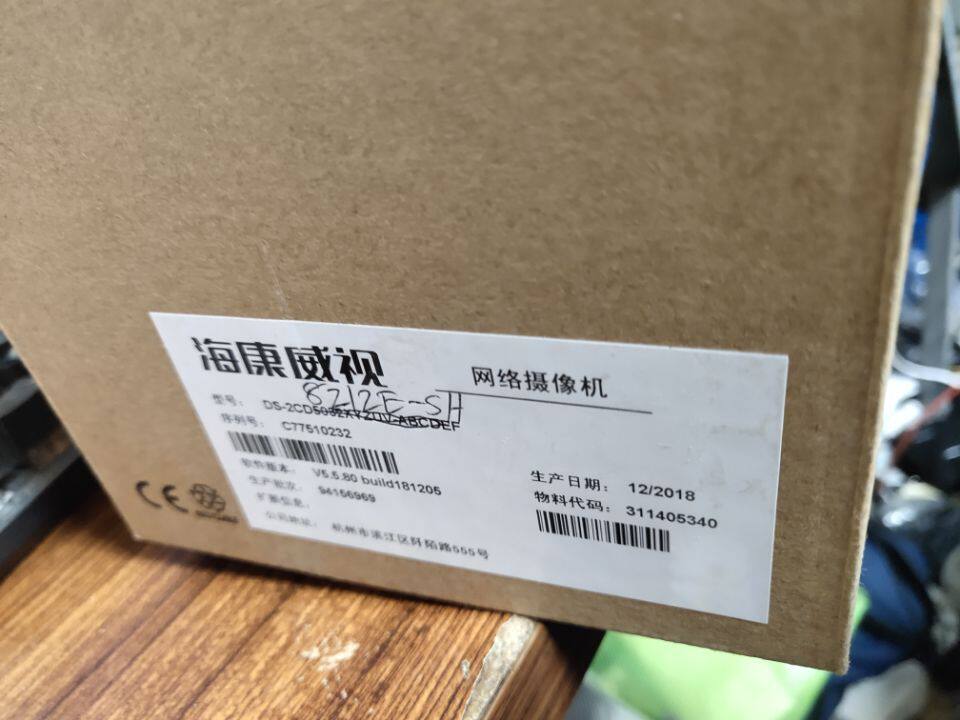 海康威视
网络摄像机
8212E-SH
型号: DS-2CD5032XYZUV-ABCDEF
序列号: C77510232
软件版本: V5.5.80 build181205
生产批次: 94156969
扩展信息:
公司地址: 杭州市滨江区阡陌路555号
生产日期: 12/2018
物料代码: 311405340
CE